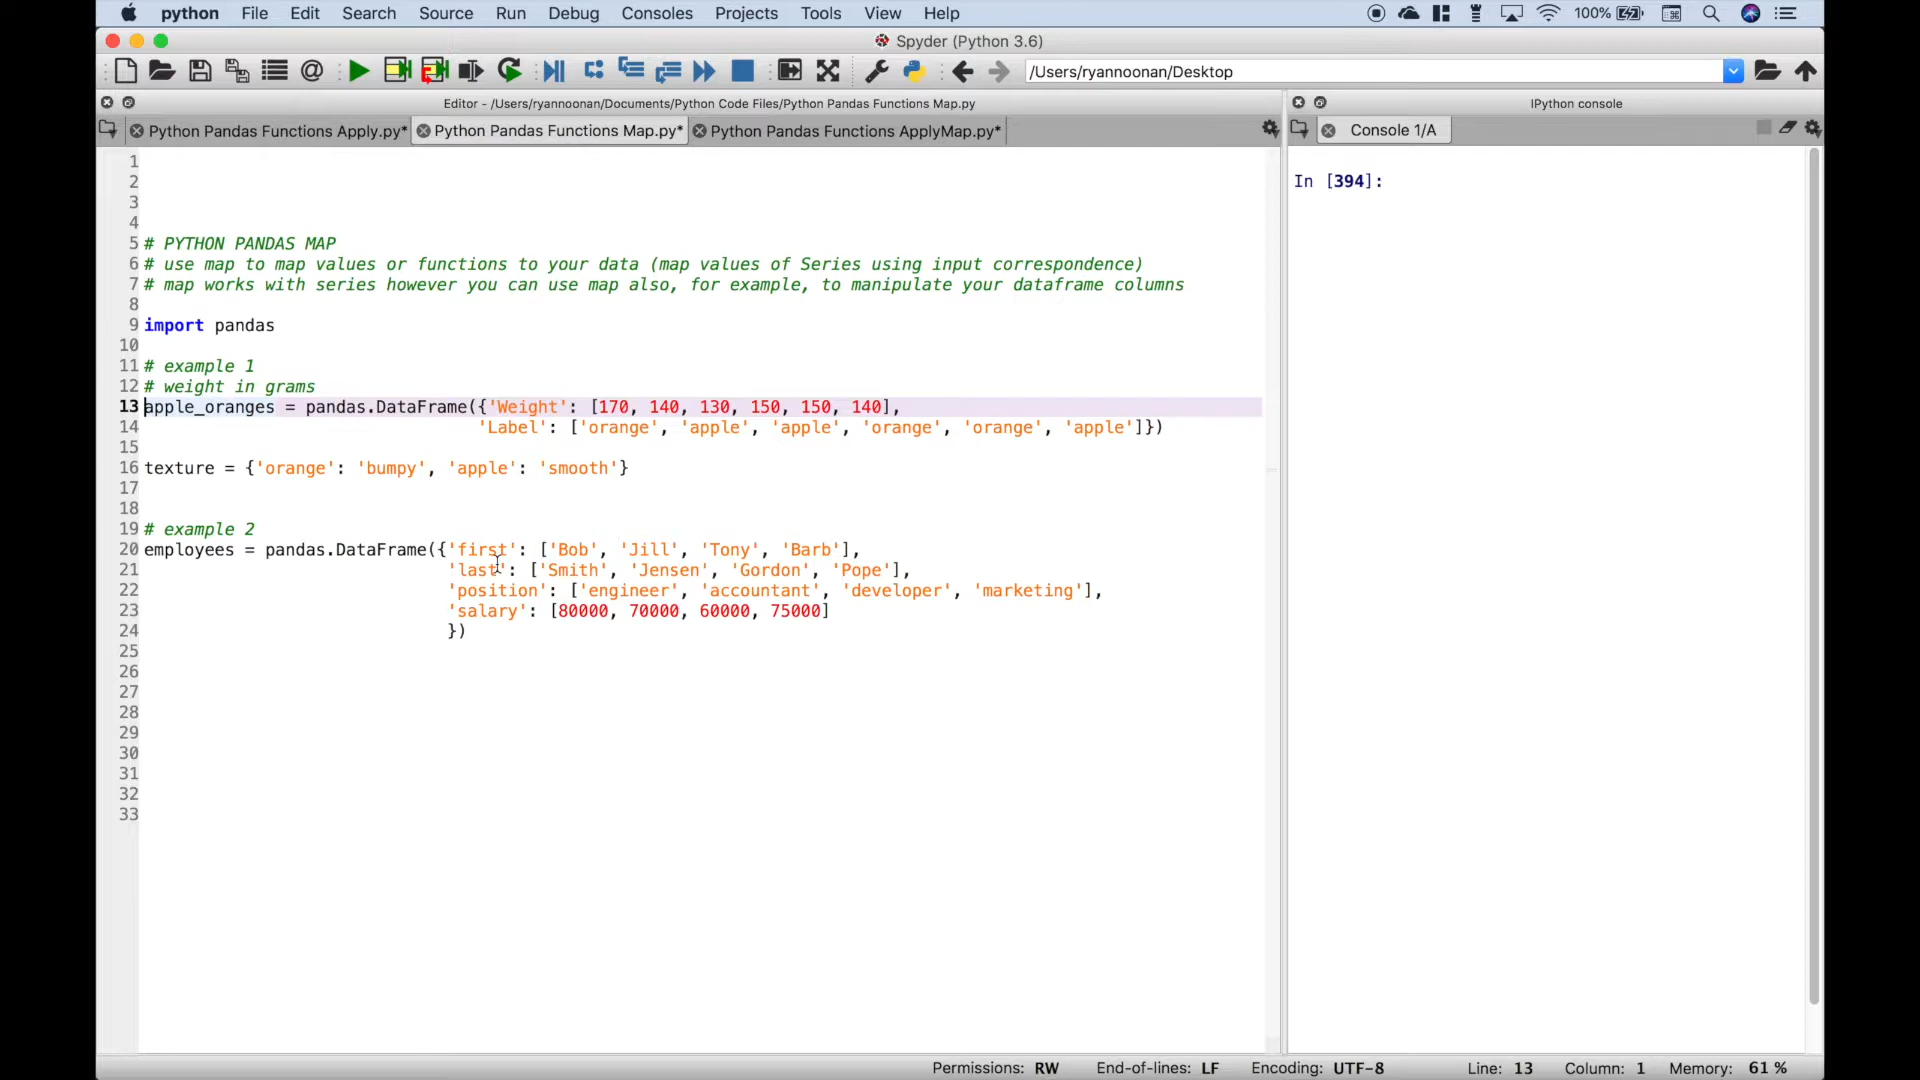 python File Edit Search Source Run Debug Consoles Projects Tools View Help 100%
Spyder (Python 3.6)
/Users/ryannoonan/Desktop
Editor - /Users/ryannoonan/Documents/Python Code Files/Python Pandas Functions Map.py
IPython console
Python Pandas Functions Apply.py* Python Pandas Functions Map.py* Python Pandas Functions ApplyMap.py*
Console 1/A
1
2
3
4
5 # PYTHON PANDAS MAP
6 # use map to map values or functions to your data (map values of Series using input correspondence)
7 # map works with series however you can use map also, for example, to manipulate your dataframe columns
8
9 import pandas
10
11 # example 1
12 # weight in grams
13 apple_oranges = pandas.DataFrame({'Weight': [170, 140, 130, 150, 150, 140],
14 'Label': ['orange', 'apple', 'apple', 'orange', 'orange', 'apple']})
15
16 texture = {'orange': 'bumpy', 'apple': 'smooth'}
17
18
19 # example 2
20 employees = pandas.DataFrame({'first': ['Bob', 'Jill', 'Tony', 'Barb'],
21 'last': ['Smith', 'Jensen', 'Gordon', 'Pope'],
22 'position': ['engineer', 'accountant', 'developer', 'marketing'],
23 'salary': [80000, 70000, 60000, 75000]
24 })
25
26
27
28
29
30
31
32
33
In [394]:
Permissions: RW End-of-lines: LF Encoding: UTF-8 Line: 13 Column: 1 Memory: 61 %